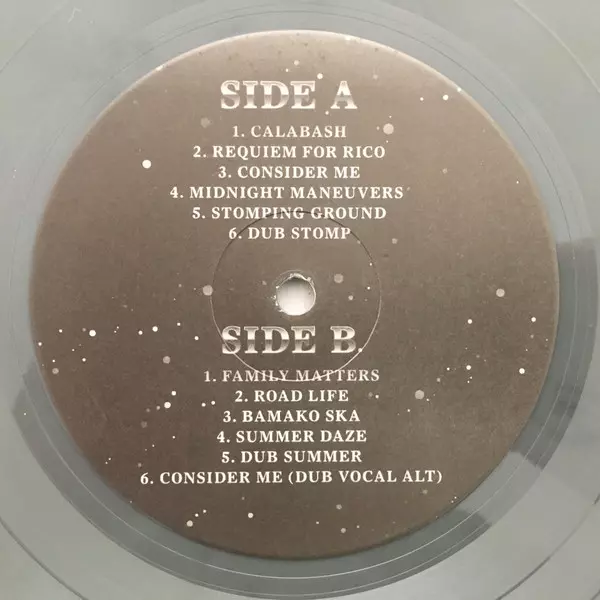 SIDE A
1. CALABASH
2. REQUIEM FOR RICO
3. CONSIDER ME
4. MIDNIGHT MANEUVERS
5. STOMPING GROUND
6. DUB STOMP
SIDE B
1. FAMILY MATTERS
2. ROAD LIFE
3. BAMAKO SKA
4. SUMMER DAZE
5. DUB SUMMER
6. CONSIDER ME (DUB VOCAL ALT)